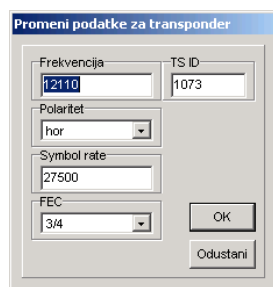 Promeni podatke za transponder
Frekvencija
TS ID
12110
1073
Polaritet
hor
Symbol rate
27500
FEC
3/4
OK
Odustani